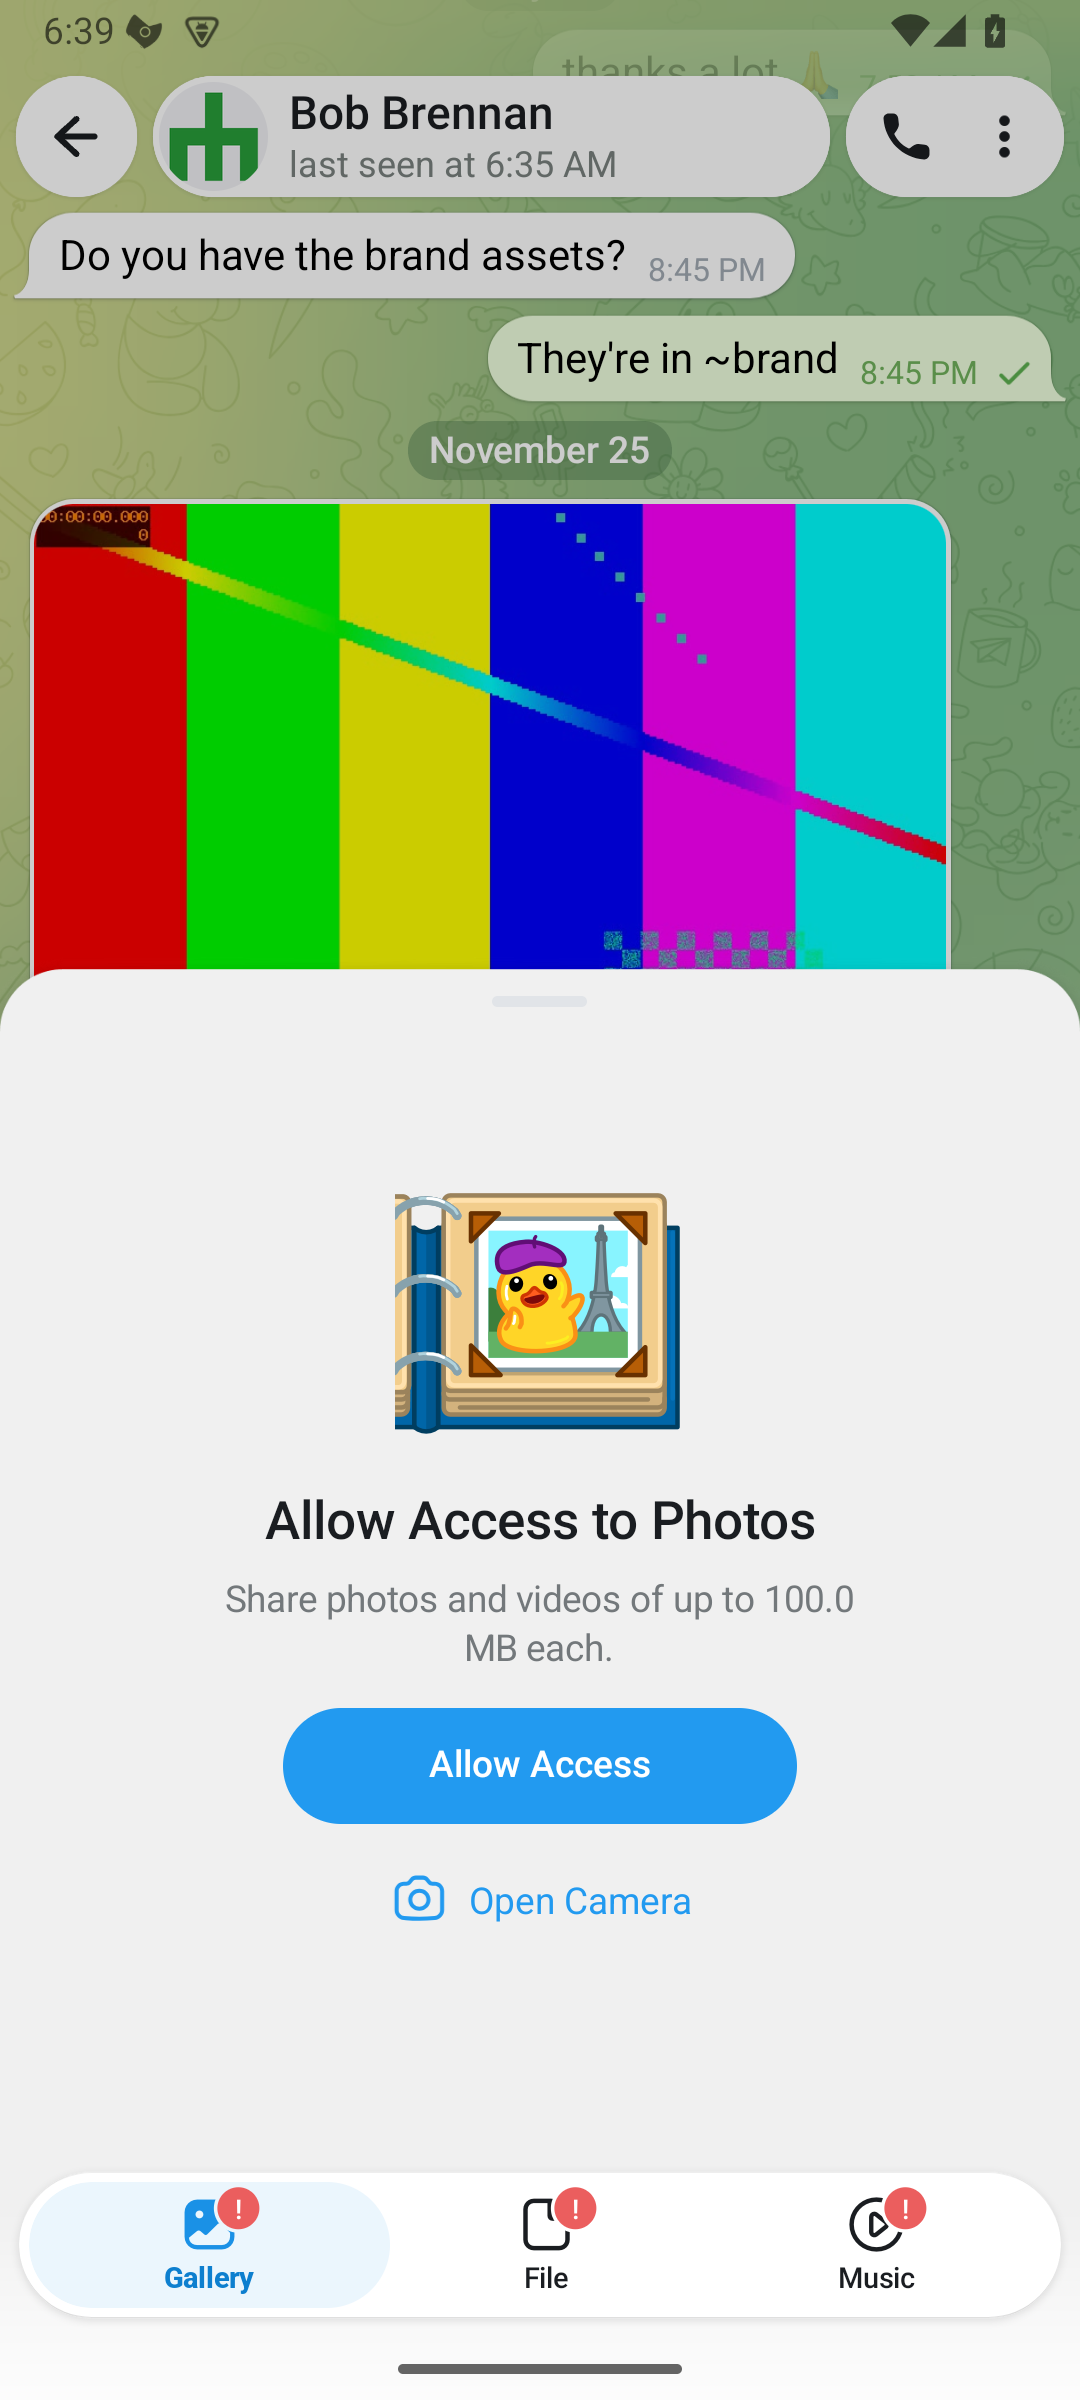 6:39
thanks a lot 🙏
Bob Brennan
last seen at 6:35 AM
Do you have the brand assets? 8:45 PM
They're in ~brand 8:45 PM
November 25
00:00:00.000
0
Allow Access to Photos
Share photos and videos of up to 100.0
MB each.
Allow Access
Open Camera
Gallery
File
Music